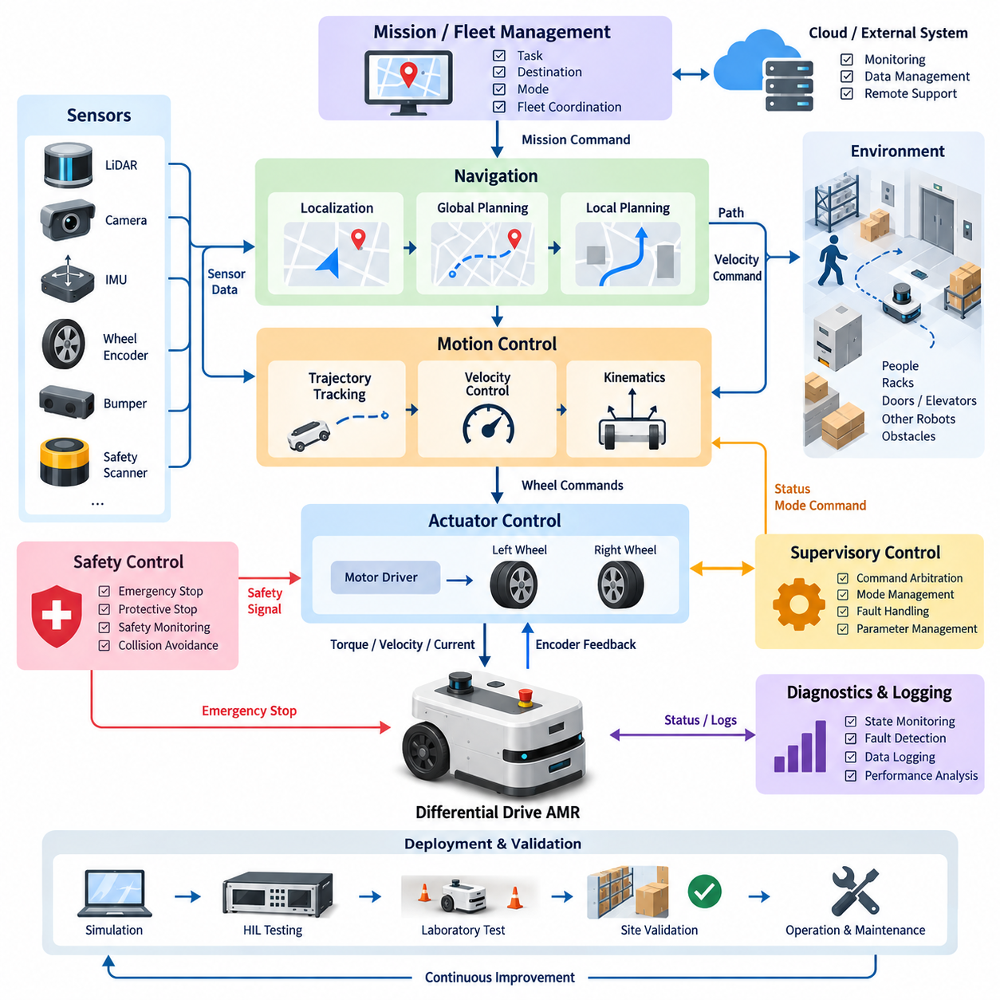 Mission / Fleet Management
Task
Destination
Mode
Fleet Coordination
Cloud / External System
Monitoring
Data Management
Remote Support
Mission Command
Sensors
LiDAR
Camera
IMU
Wheel
Encoder
Bumper
Safety
Scanner
...
Sensor
Data
Navigation
Localization
Global Planning
Local Planning
Path
Velocity
Command
Environment
People
Racks
Doors / Elevators
Other Robots
Obstacles
Motion Control
Trajectory
Tracking
Velocity
Control
Kinematics
Wheel Commands
Status
Mode Command
Actuator Control
Motor Driver
Left Wheel
Right Wheel
Safety Control
Emergency Stop
Protective Stop
Safety Monitoring
Collision Avoidance
Safety
Signal
Supervisory Control
Command Arbitration
Mode Management
Fault Handling
Parameter Management
Torque / Velocity / Current
Encoder Feedback
Emergency Stop
Status / Logs
Diagnostics & Logging
State Monitoring
Fault Detection
Data Logging
Performance Analysis
Differential Drive AMR
Deployment & Validation
Simulation
HIL Testing
Laboratory Test
Site Validation
Operation & Maintenance
Continuous Improvement